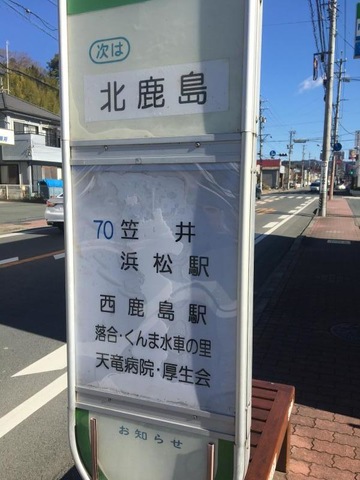 次は
北鹿島
70 笠井
浜松駅
西鹿島駅
落合・くんま水車の里
天竜病院・厚生会
お知らせ